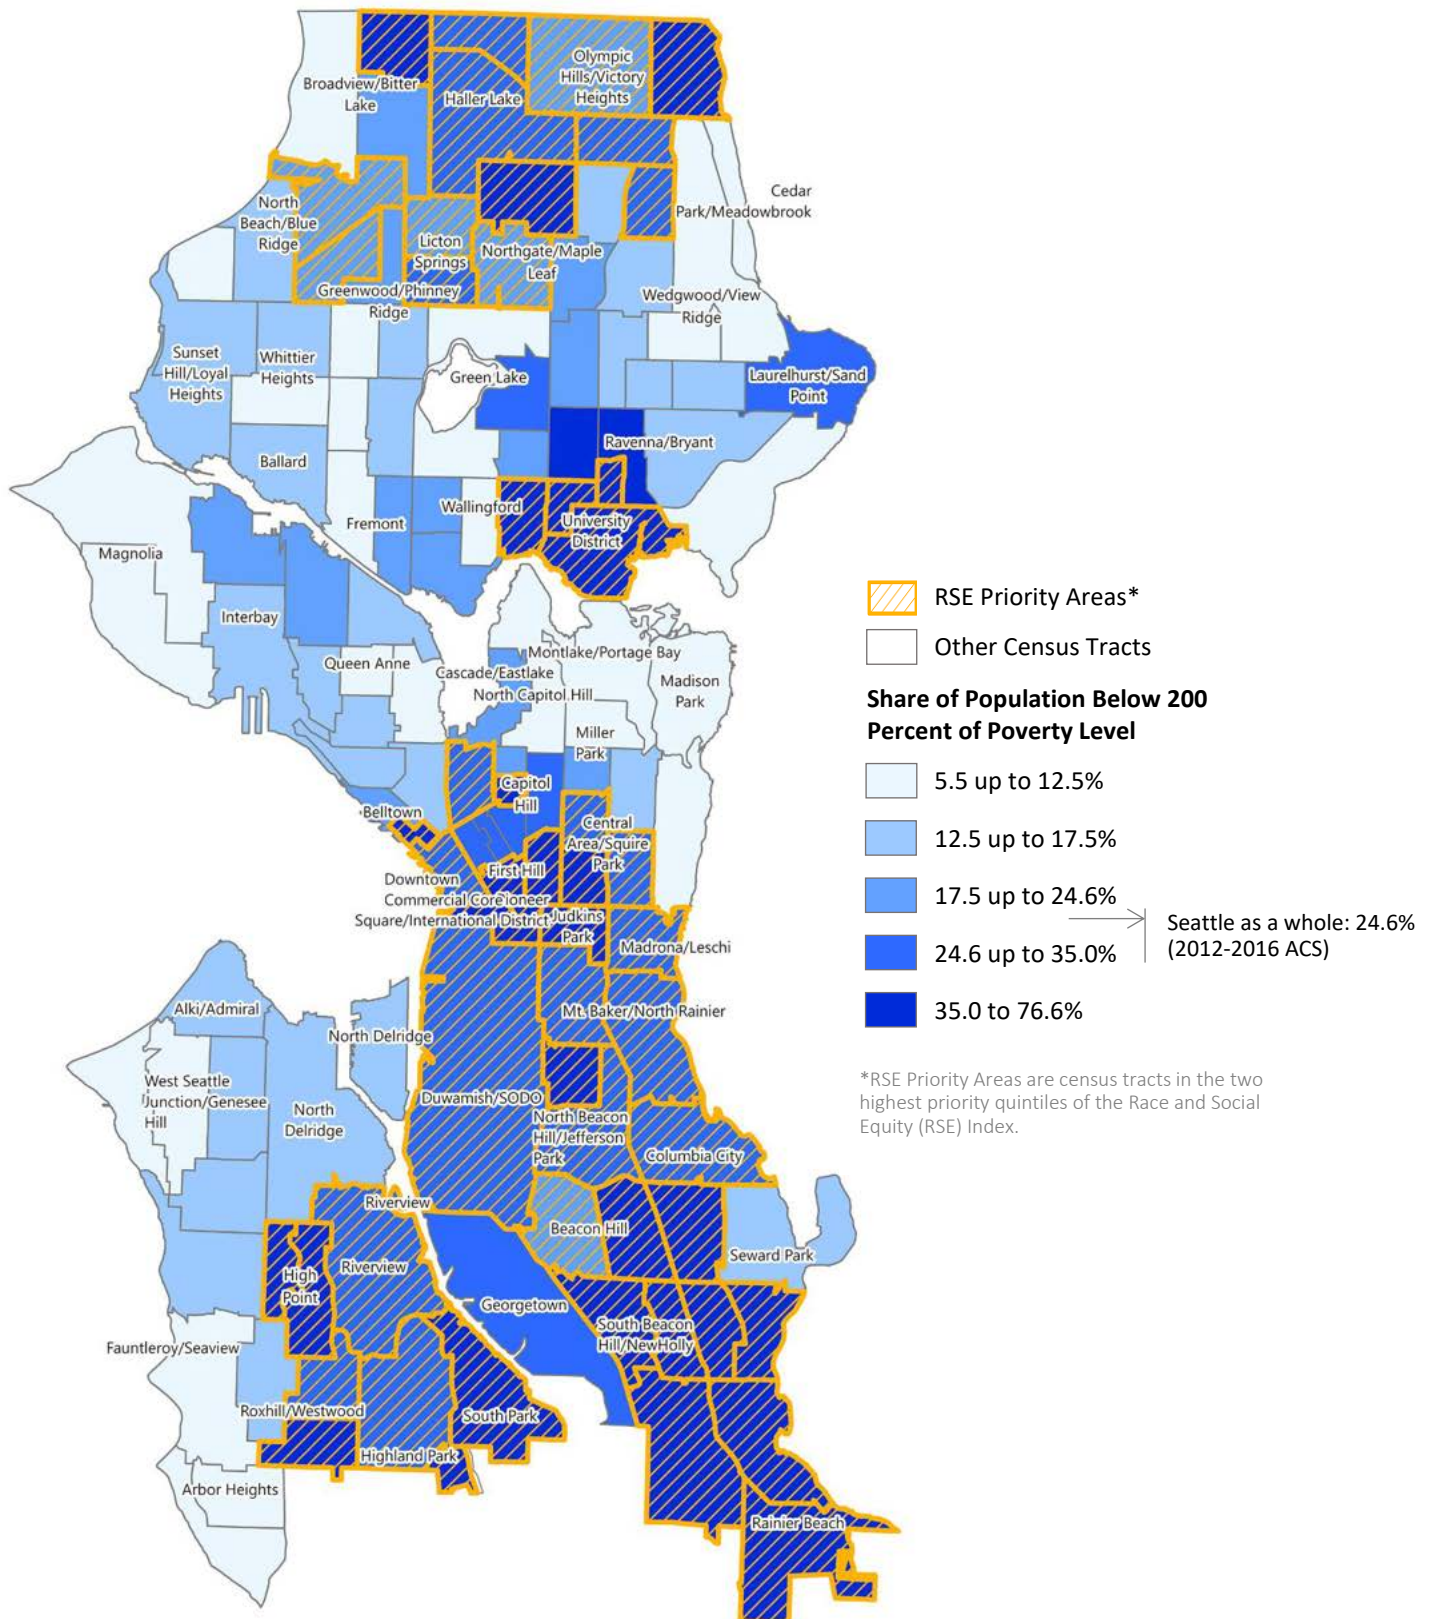 Olympic
Hills/Victory
Heights
Broadview/Bitter
Lake
Haller Lake
Cedar
Park/Meadowbrook
North
Beach/Blue
Ridge
Licton
Springs
Northgate/Maple
Leaf
Greenwood/Phinney
Ridge
Wedgwood/View
Ridge
Sunset
Hill/Loyal
Heights
Whittier
Heights
Green Lake
Laurelhurst/Sand
Point
Ravenna/Bryant
Ballard
Wallingford
Fremont
University
District
Magnolia
Interbay
Queen Anne
Montlake/Portage Bay
Cascade/Eastlake
North Capitol Hill
Madison
Park
Miller
Park
Capitol
Hill
Belltown
Central
Area/Squire
Park
First Hill
Downtown
Commercial Core
ioneer
Square/International District
Judkins
Park
Madrona/Leschi
Alki/Admiral
North Delridge
Mt. Baker/North Rainier
West Seattle
Junction/Genesee
Hill
North
Delridge
Duwamish/SODO
North Beacon
Hill/Jefferson
Park
Columbia City
Riverview
Beacon Hill
Seward Park
High
Point
Riverview
Georgetown
South Beacon
Hill/NewHolly
Fauntleroy/Seaview
Roxhill/Westwood
South Park
Highland Park
Arbor Heights
Rainier Beach
RSE Priority Areas*
Other Census Tracts
Share of Population Below 200
Percent of Poverty Level
5.5 up to 12.5%
12.5 up to 17.5%
17.5 up to 24.6%
24.6 up to 35.0%
35.0 to 76.6%
Seattle as a whole: 24.6%
(2012-2016 ACS)
*RSE Priority Areas are census tracts in the two
highest priority quintiles of the Race and Social
Equity (RSE) Index.